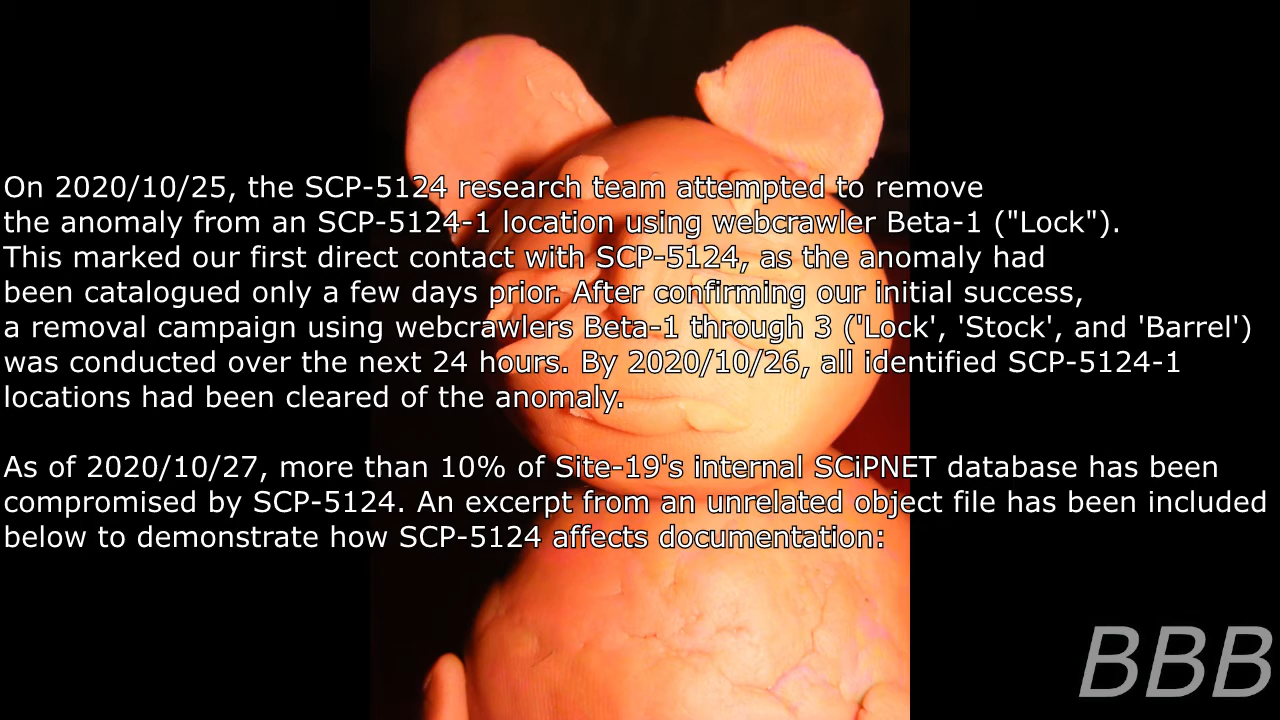 On 2020/10/25, the SCP-5124 research team attempted to remove
the anomaly from an SCP-5124-1 location using webcrawler Beta-1 ("Lock").
This marked our first direct contact with SCP-5124, as the anomaly had
been catalogued only a few days prior. After confirming our initial success,
a removal campaign using webcrawlers Beta-1 through 3 ('Lock', 'Stock', and 'Barrel')
was conducted over the next 24 hours. By 2020/10/26, all identified SCP-5124-1
locations had been cleared of the anomaly.
As of 2020/10/27, more than 10% of Site-19's internal SCiPNET database has been
compromised by SCP-5124. An excerpt from an unrelated object file has been included
below to demonstrate how SCP-5124 affects documentation:
BBB